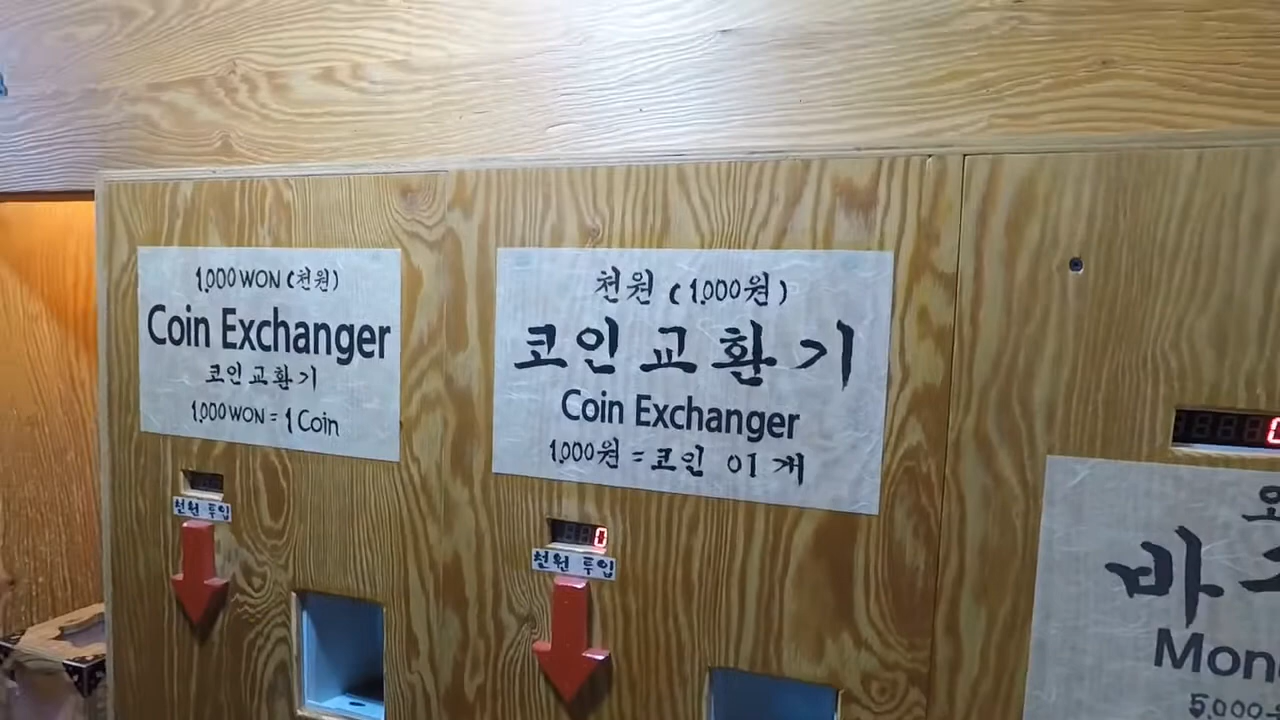 1,000 WON (천원)
Coin Exchanger
코인 교환기
1,000 WON = 1 Coin
천원 투입
천원 (1,000원)
코인 교환기
Coin Exchanger
1,000원 = 코인 01개
0
천원 투입